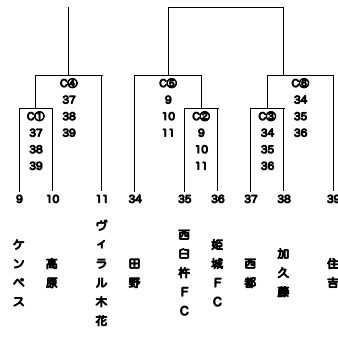 C④
37
38
39
C①
37
38
39
C⑤
9
10
11
C②
9
10
11
C⑥
34
35
36
C③
34
35
36
9
10
11
34
35
36
37
38
39
ケンペス
高原
ヴィラル木花
田野
西臼杵FC
姫城FC
西都
加久藤
住吉